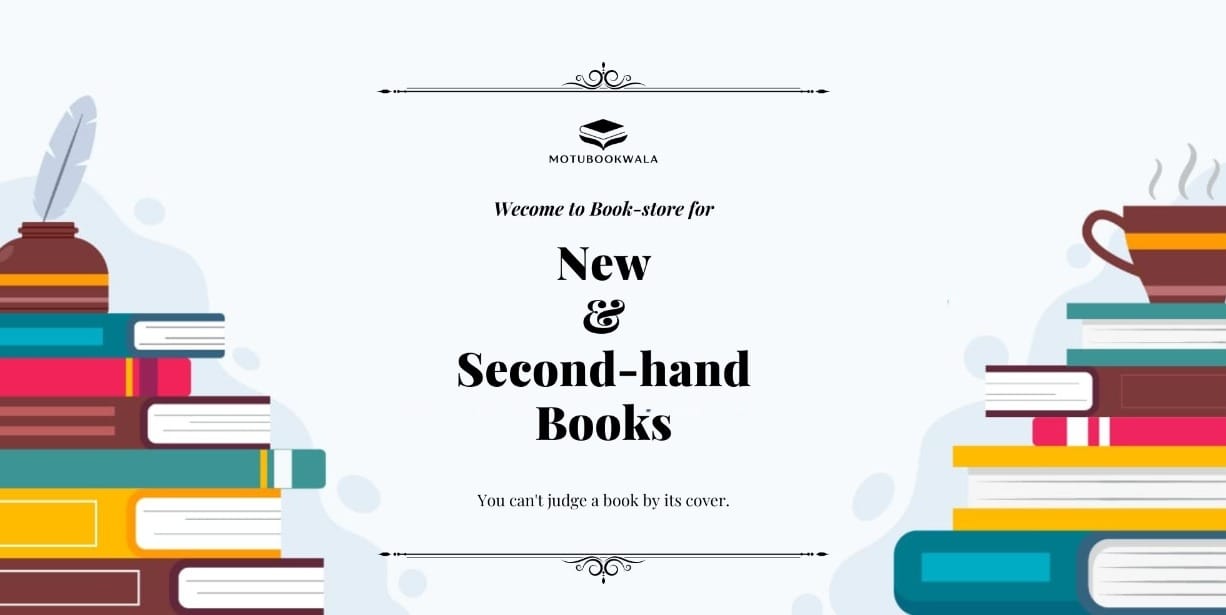 MOTUBOOKWALA
Wecome to Book-store for
New
&
Second-hand
Books
You can't judge a book by its cover.